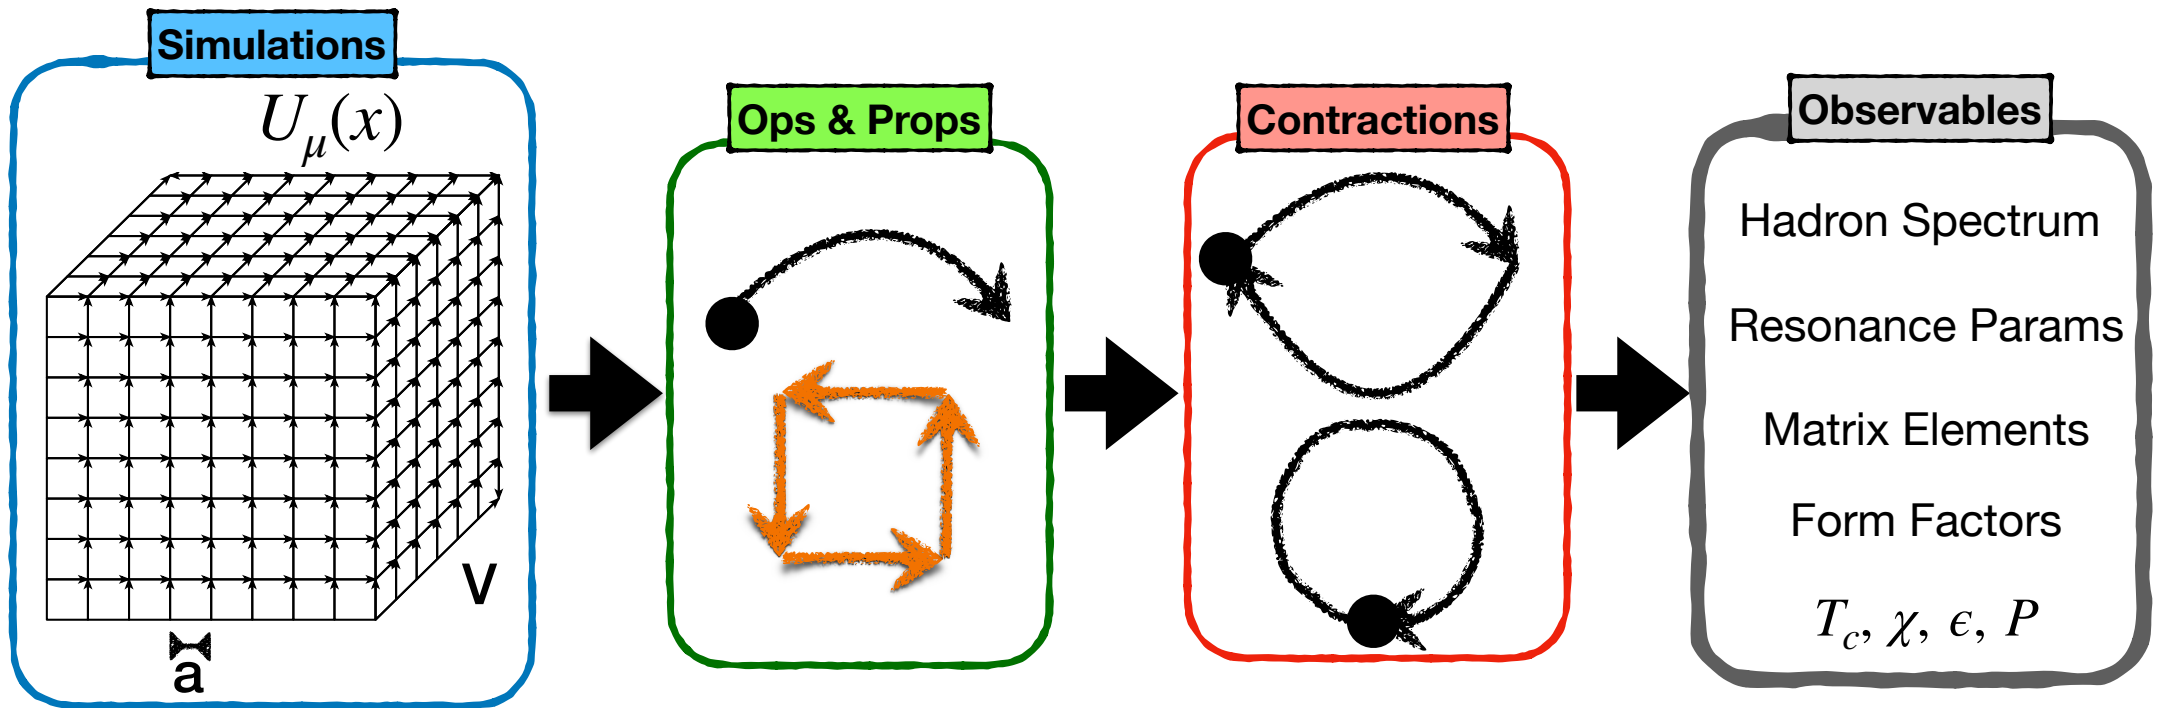 Simulations
U_μ(x)
V
a
Ops & Props
Contractions
Observables
Hadron Spectrum
Resonance Params
Matrix Elements
Form Factors
T_c, χ, ϵ, P